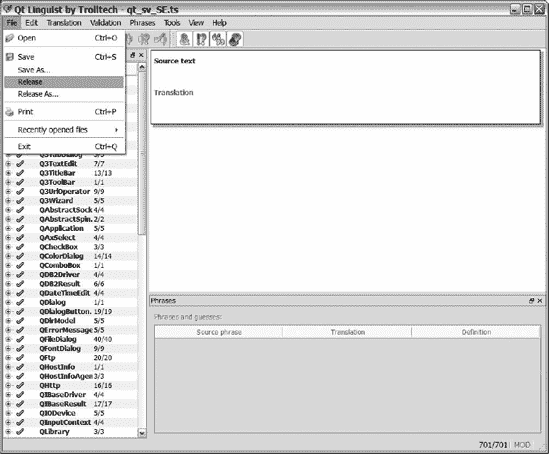 Qt Linguist by Trolltech - qt_sv_SE.ts
File Edit Translation Validation Phrases Tools View Help
Open Ctrl+O
Save Ctrl+S
Save As...
Release
Release As...
Print Ctrl+P
Recently opened files
Exit Ctrl+Q
Source text
Translation
Q3TabDialog 3/3
Q3TextEdit 7/7
Q3TitleBar 13/13
Q3ToolBar 1/1
Q3UrlOperator 9/9
Q3Wizard 5/5
QAbstractSock 4/4
QAbstractSpin. 2/2
QApplication 5/5
QAxSelect 4/4
QCheckBox 3/3
QColorDialog 14/14
QComboBox 1/1
QDB2Driver 4/4
QDB2Result 6/6
QDateTimeEdit 4/4
QDialog 1/1
QDialogButton. 19/19
QDirModel 5/5
QErrorMessage 5/5
QFileDialog 40/40
QFontDialog 9/9
QFtp 20/20
QHostInfo 1/1
QHostInfoAgen 3/3
QHttp 16/16
QIBaseDriver 4/4
QIBaseResult 17/17
QIODevice 5/5
QInputContext 4/4
QLibrary 3/3
Phrases
Phrases and guesses:
Source phrase Translation Definition
701/701 MOD